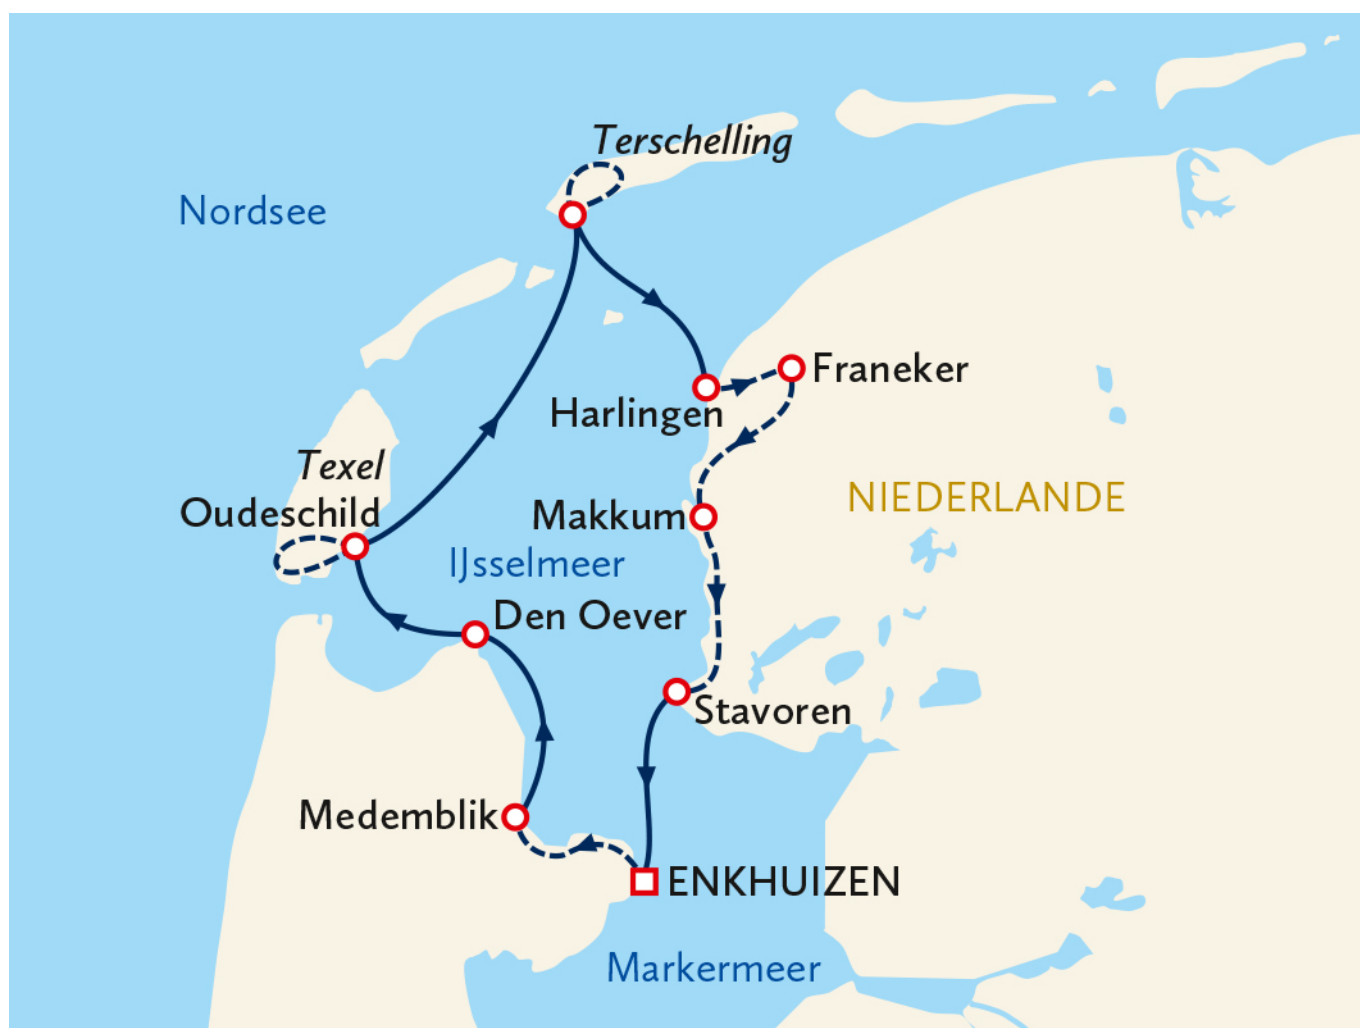 Terschelling
Nordsee
Franeker
Harlingen
Texel
NIEDERLANDE
Oudeschild
Makkum
IJsselmeer
Den Oever
Stavoren
Medemblik
ENKHUIZEN
Markermeer